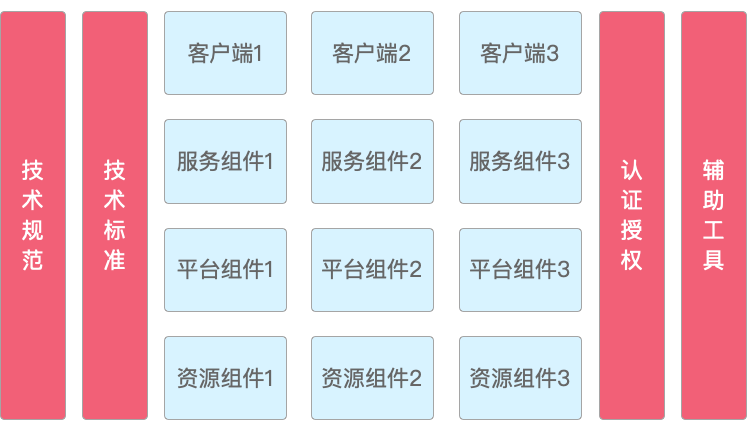 技术规范
技术标准
客户端1
客户端2
客户端3
服务组件1
服务组件2
服务组件3
平台组件1
平台组件2
平台组件3
资源组件1
资源组件2
资源组件3
认证授权
辅助工具